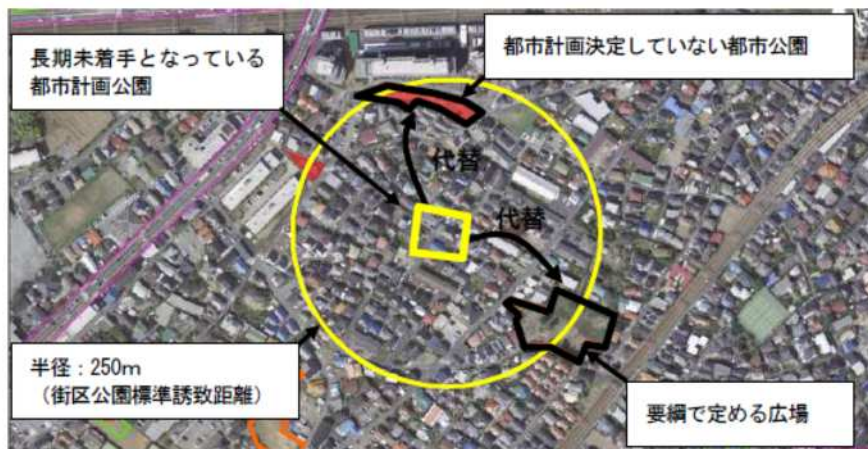 長期未着手となっている
都市計画公園
都市計画決定していない都市公園
代替
代替
半径：250ｍ
（街区公園標準誘致距離）
要綱で定める広場